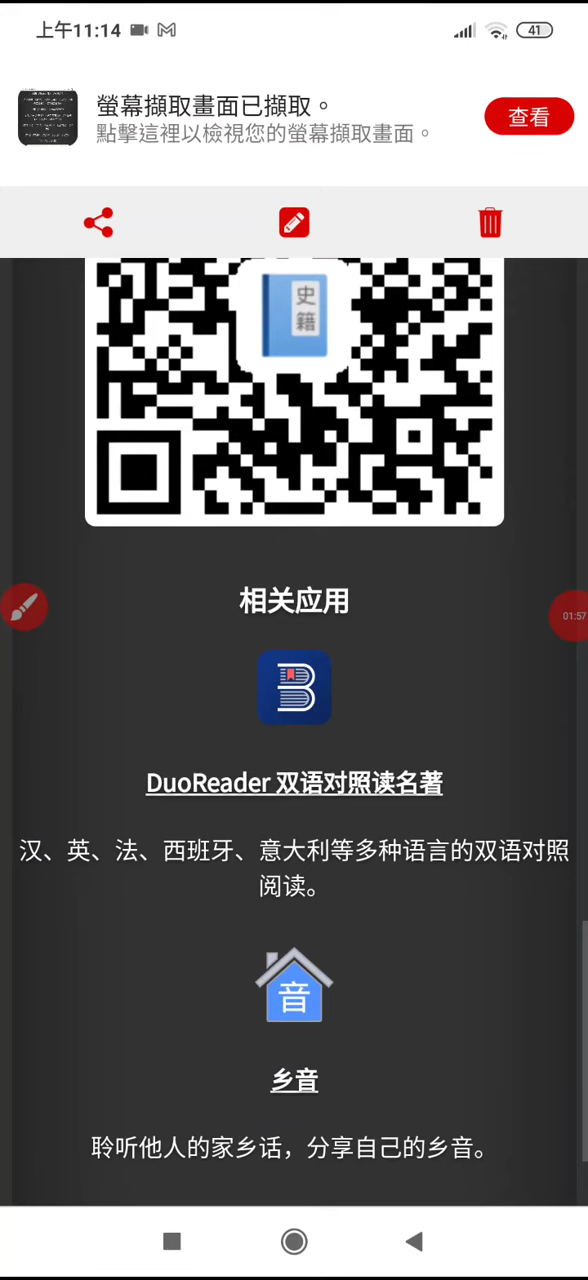 上午11:14
41
螢幕擷取畫面已擷取。
查看
點擊這裡以檢視您的螢幕擷取畫面。
史
籍
相关应用
01:57
B
DuoReader 双语对照读名著
汉、英、法、西班牙、意大利等多种语言的双语对照
阅读。
音
乡音
聆听他人的家乡话，分享自己的乡音。